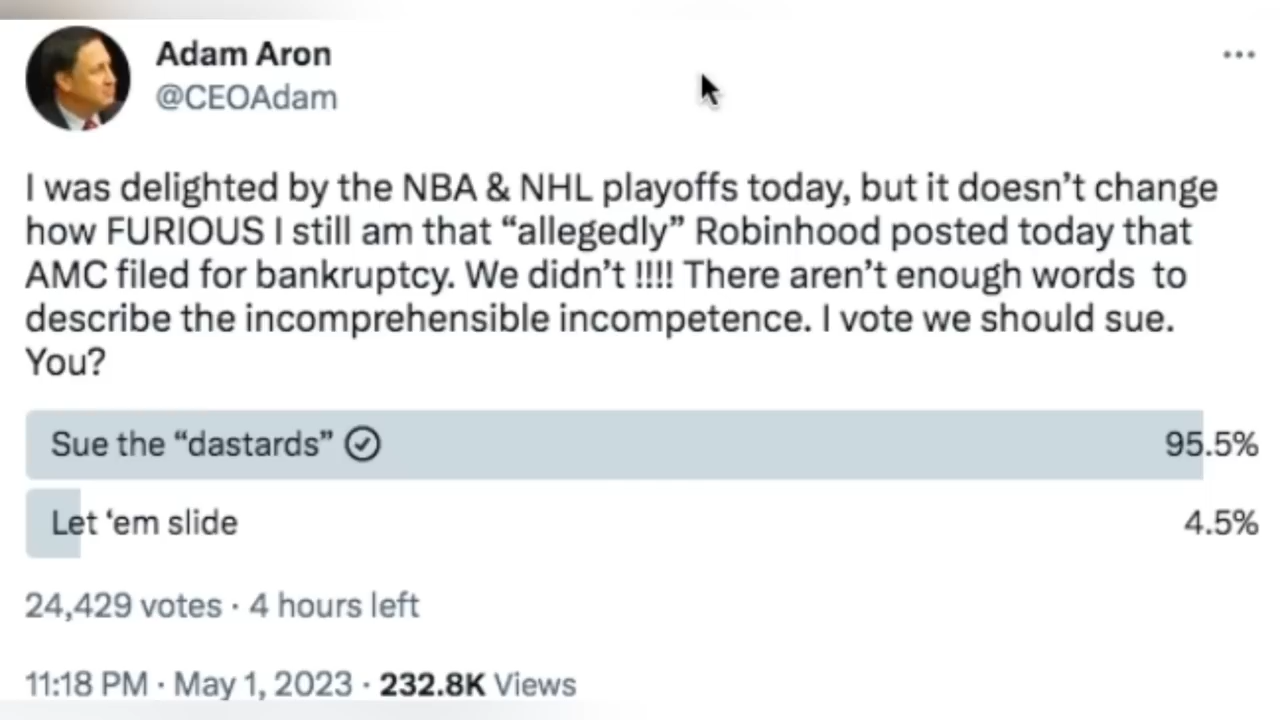 Adam Aron
@CEOAdam
I was delighted by the NBA & NHL playoffs today, but it doesn’t change
how FURIOUS I still am that “allegedly” Robinhood posted today that
AMC filed for bankruptcy. We didn’t !!!! There aren’t enough words  to
describe the incomprehensible incompetence. I vote we should sue.
You?
Sue the “dastards” 95.5%
Let ‘em slide 4.5%
24,429 votes · 4 hours left
11:18 PM · May 1, 2023 · 232.8K Views